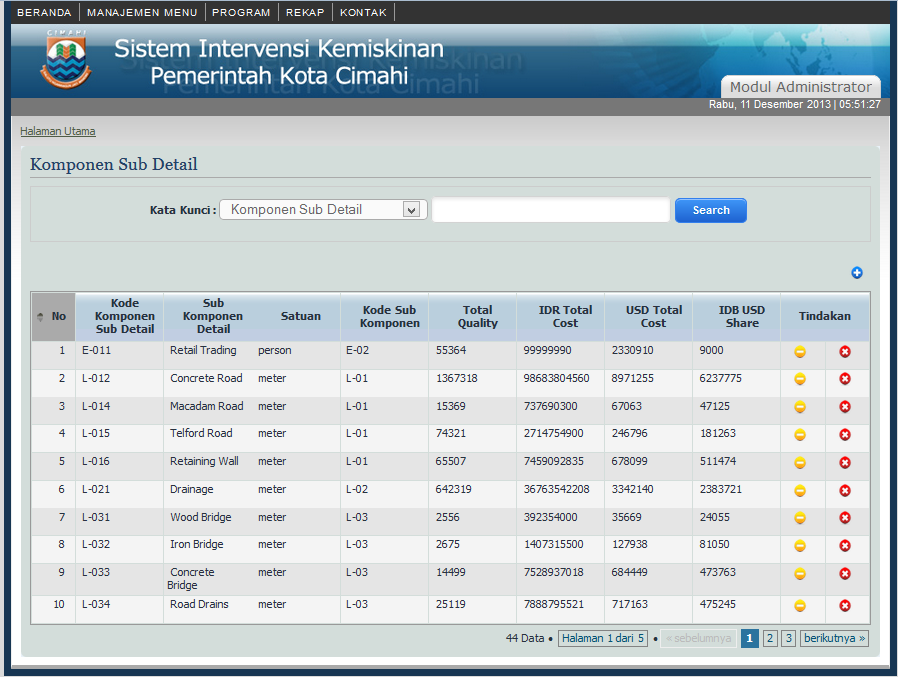 BERANDA MANAJEMEN MENU PROGRAM REKAP KONTAK
CIMAHI
Sistem Intervensi Kemiskinan
Pemerintah Kota Cimahi
Modul Administrator
Rabu, 11 Desember 2013 | 05:51:27
Halaman Utama
Komponen Sub Detail
Kata Kunci : Komponen Sub Detail Search
No Kode Komponen Sub Detail Sub Komponen Detail Satuan Kode Sub Komponen Total Quality IDR Total Cost USD Total Cost IDB USD Share Tindakan
1 E-011 Retail Trading person E-02 55364 99999990 2330910 9000
2 L-012 Concrete Road meter L-01 1367318 98683804560 8971255 6237775
3 L-014 Macadam Road meter L-01 15369 737690300 67063 47125
4 L-015 Telford Road meter L-01 74321 2714754900 246796 181263
5 L-016 Retaining Wall meter L-01 65507 7459092835 678099 511474
6 L-021 Drainage meter L-02 642319 36763542208 3342140 2383721
7 L-031 Wood Bridge meter L-03 2556 392354000 35669 24055
8 L-032 Iron Bridge meter L-03 2675 1407315500 127938 81050
9 L-033 Concrete Bridge meter L-03 14499 7528937018 684449 473763
10 L-034 Road Drains meter L-03 25119 7888795521 717163 475245
44 Data • Halaman 1 dari 5 • « sebelumnya 1 2 3 berikutnya »